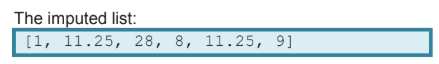 The imputed list:
[1, 11.25, 28, 8, 11.25, 9]